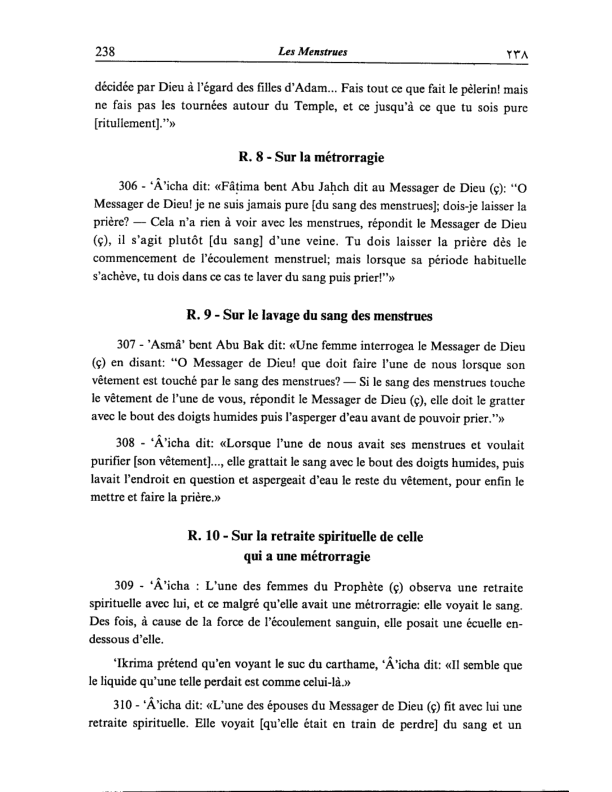 238
Les Menstrues
٢٣٨
décidée par Dieu à l'égard des filles d'Adam... Fais tout ce que fait le pèlerin! mais
ne fais pas les tournées autour du Temple, et ce jusqu'à ce que tu sois pure
[ritullement].”»
R. 8 - Sur la métrorragie
306 - ‘Â’icha dit: «Fâṭima bent Abu Jaḥch dit au Messager de Dieu (ç): “O
Messager de Dieu! je ne suis jamais pure [du sang des menstrues]; dois-je laisser la
prière? — Cela n'a rien à voir avec les menstrues, répondit le Messager de Dieu
(ç), il s'agit plutôt [du sang] d'une veine. Tu dois laisser la prière dès le
commencement de l'écoulement menstruel; mais lorsque sa période habituelle
s'achève, tu dois dans ce cas te laver du sang puis prier!”»
R. 9 - Sur le lavage du sang des menstrues
307 - 'Asmâ’ bent Abu Bak dit: «Une femme interrogea le Messager de Dieu
(ç) en disant: “O Messager de Dieu! que doit faire l'une de nous lorsque son
vêtement est touché par le sang des menstrues? — Si le sang des menstrues touche
le vêtement de l'une de vous, répondit le Messager de Dieu (ç), elle doit le gratter
avec le bout des doigts humides puis l'asperger d'eau avant de pouvoir prier.”»
308 - ‘Â’icha dit: «Lorsque l'une de nous avait ses menstrues et voulait
purifier [son vêtement]..., elle grattait le sang avec le bout des doigts humides, puis
lavait l'endroit en question et aspergeait d'eau le reste du vêtement, pour enfin le
mettre et faire la prière.»
R. 10 - Sur la retraite spirituelle de celle
qui a une métrorragie
309 - ‘Â’icha : L'une des femmes du Prophète (ç) observa une retraite
spirituelle avec lui, et ce malgré qu'elle avait une métrorragie: elle voyait le sang.
Des fois, à cause de la force de l'écoulement sanguin, elle posait une écuelle en-
dessous d'elle.
‘Ikrima prétend qu'en voyant le suc du carthame, ‘Â’icha dit: «Il semble que
le liquide qu'une telle perdait est comme celui-là.»
310 - ‘Â’icha dit: «L'une des épouses du Messager de Dieu (ç) fit avec lui une
retraite spirituelle. Elle voyait [qu'elle était en train de perdre] du sang et un